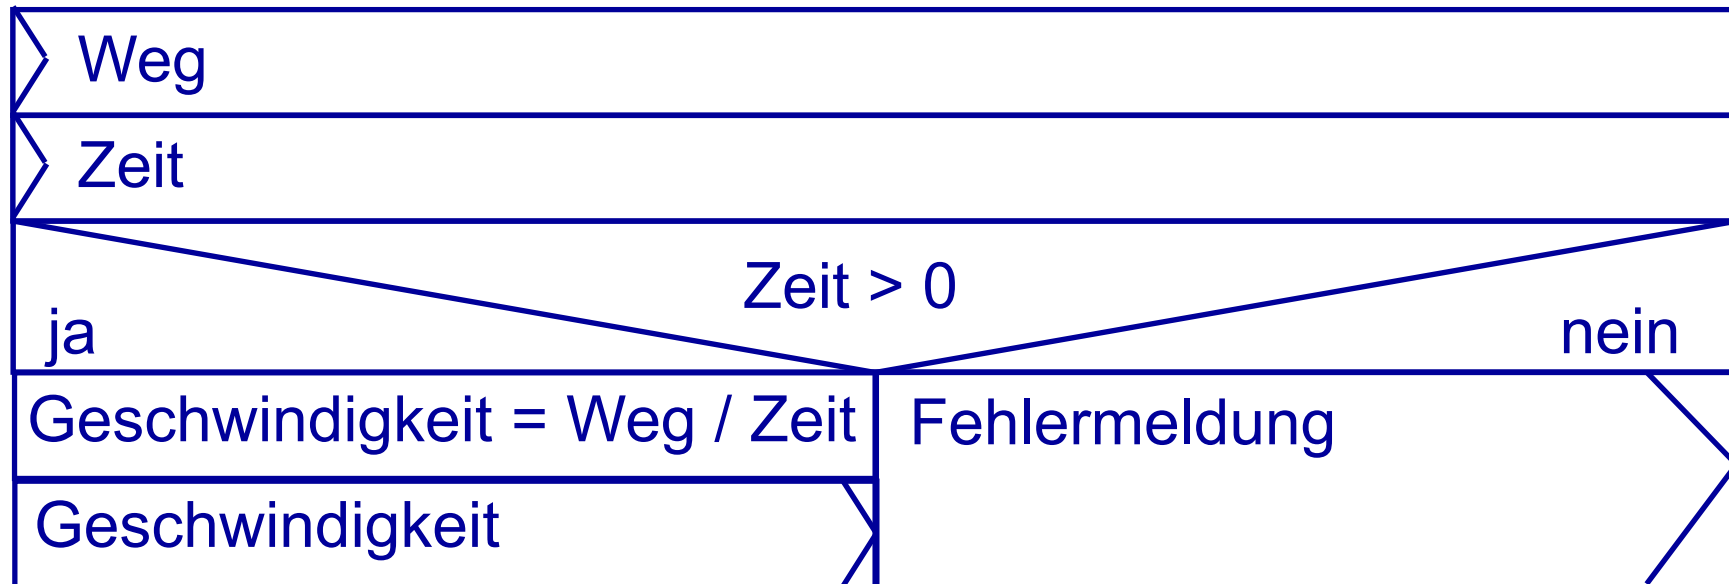 Weg
Zeit
Zeit > 0
ja
nein
Geschwindigkeit = Weg / Zeit
Fehlermeldung
Geschwindigkeit